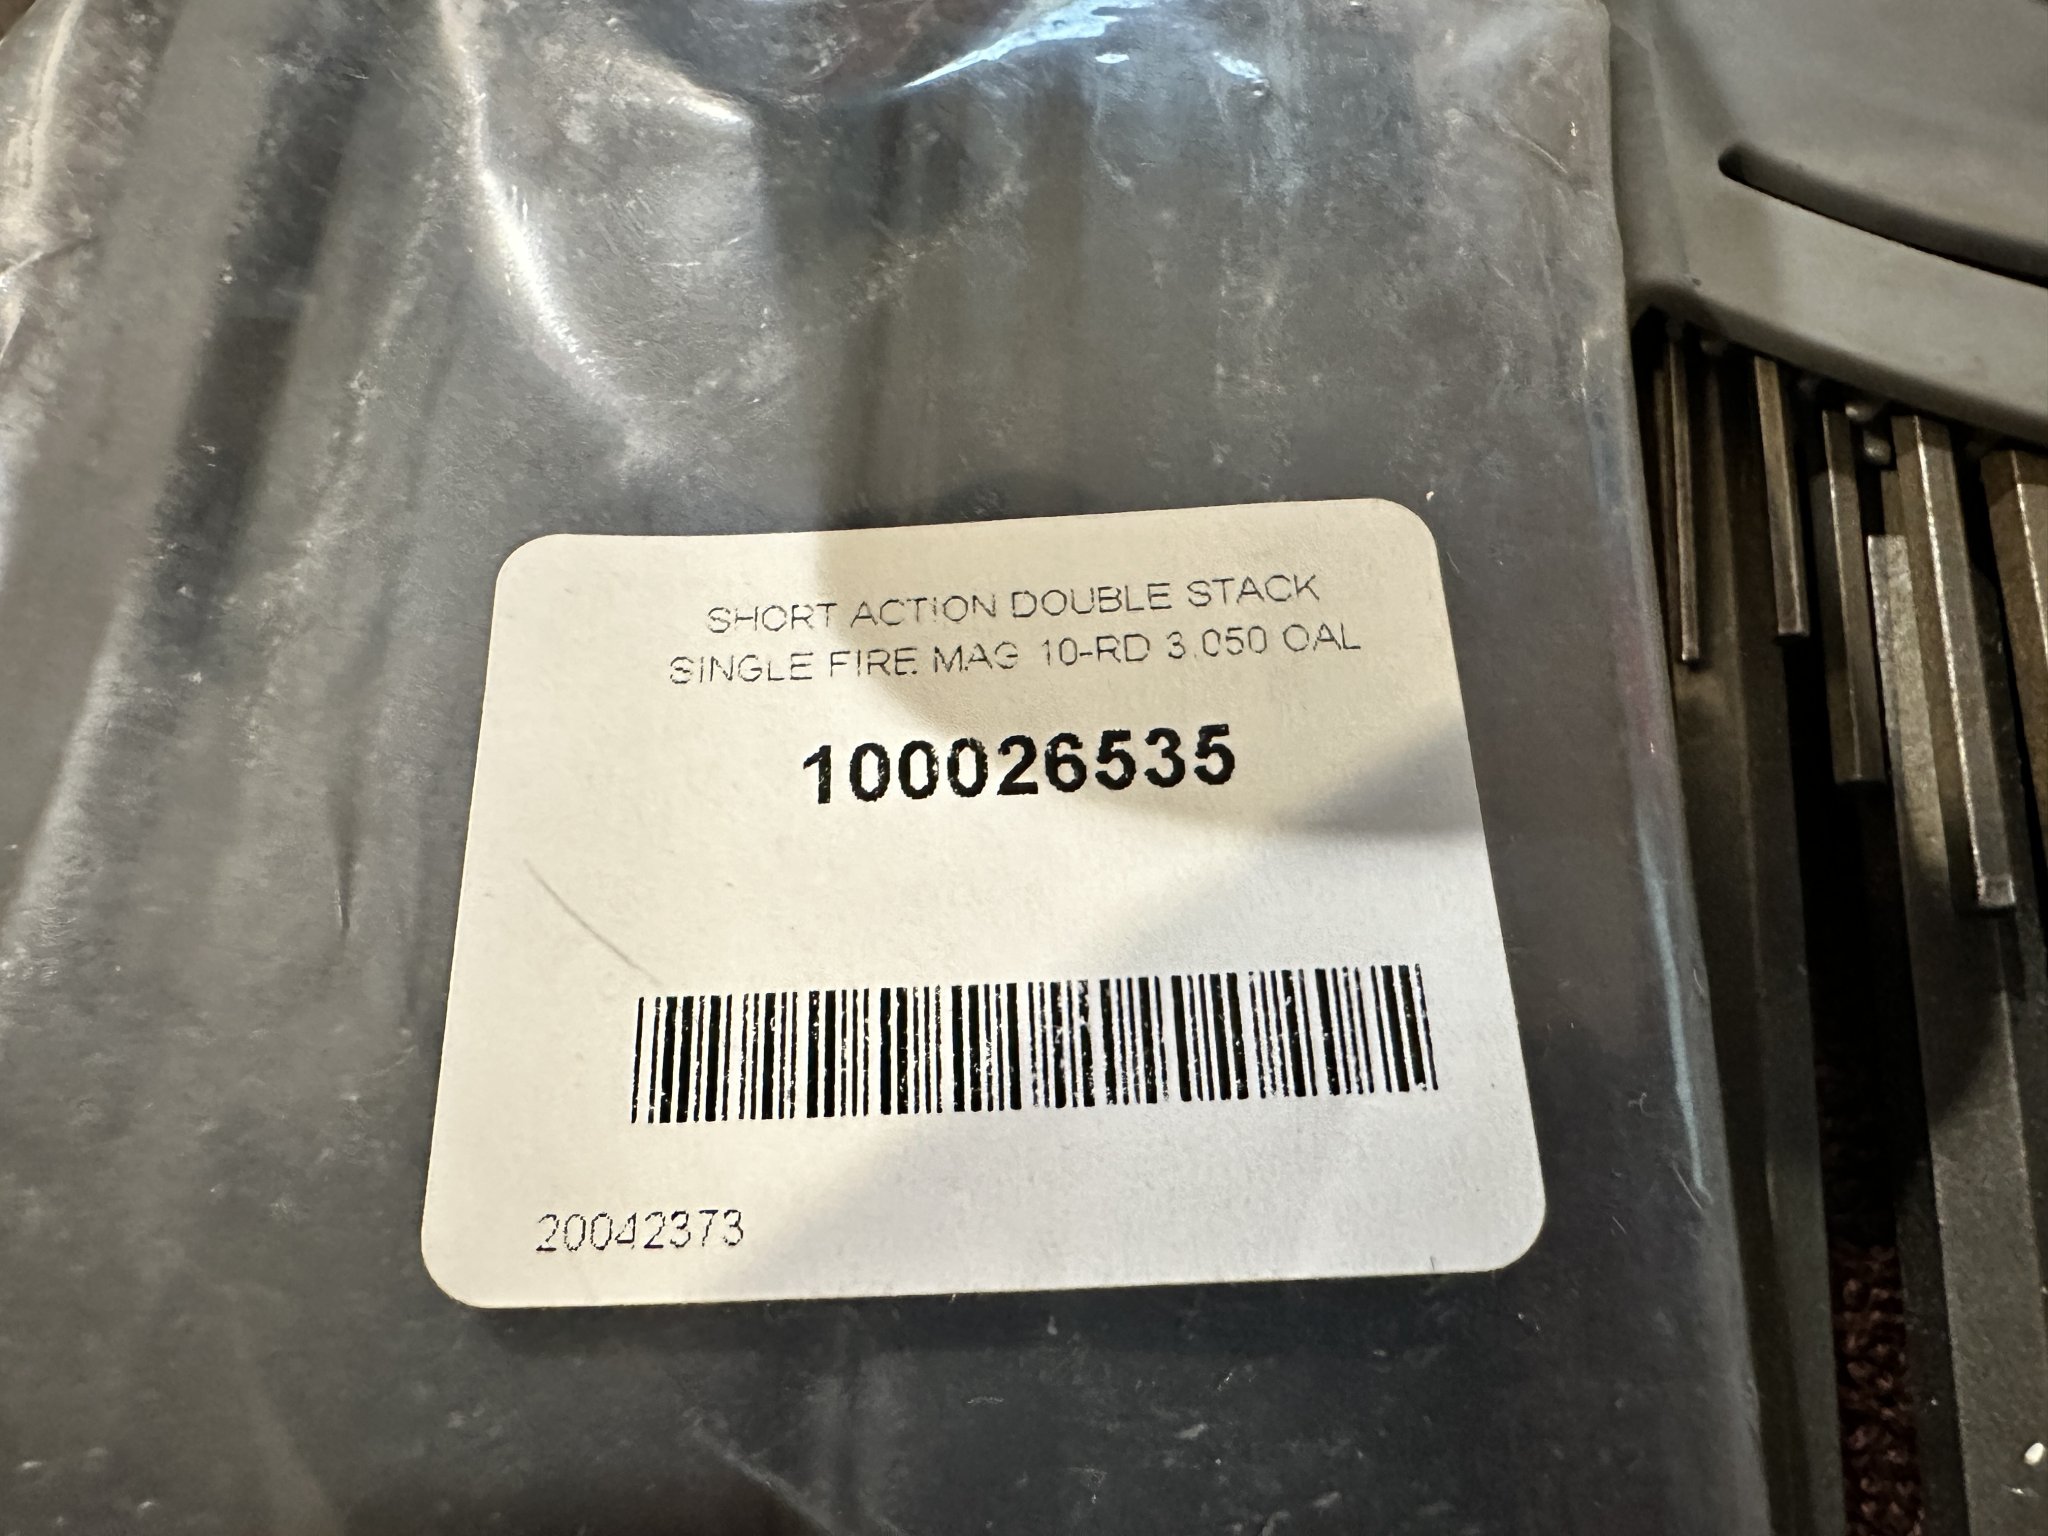 SHORT ACTION DOUBLE STACK
SINGLE FIRE MAG 10-RD 3.050 OAL
100026535
20042373